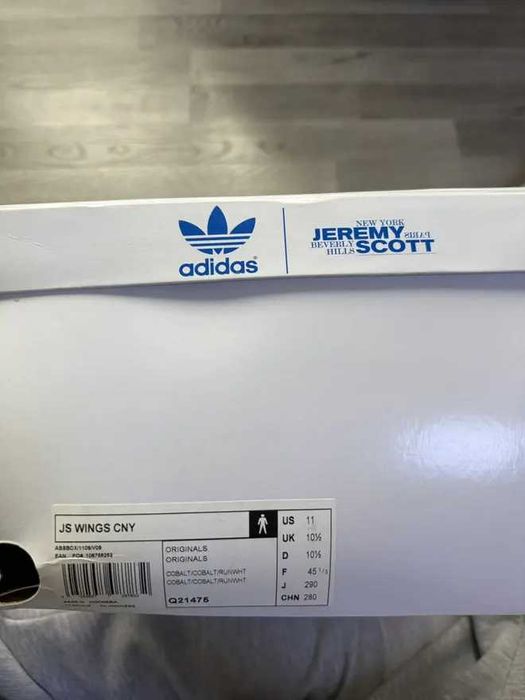 adidas
NEW YORK
JEREMY PARIS
BEVERLY SCOTT
HILLS
JS WINGS CNY
ORIGINALS
ORIGINALS
COBALT/COBALT/RUNWHT
COBALT/COBALT/RUNWHT
Q21475
US 11
UK 10½
D 10½
F 45 1/3
J 290
CHN 280